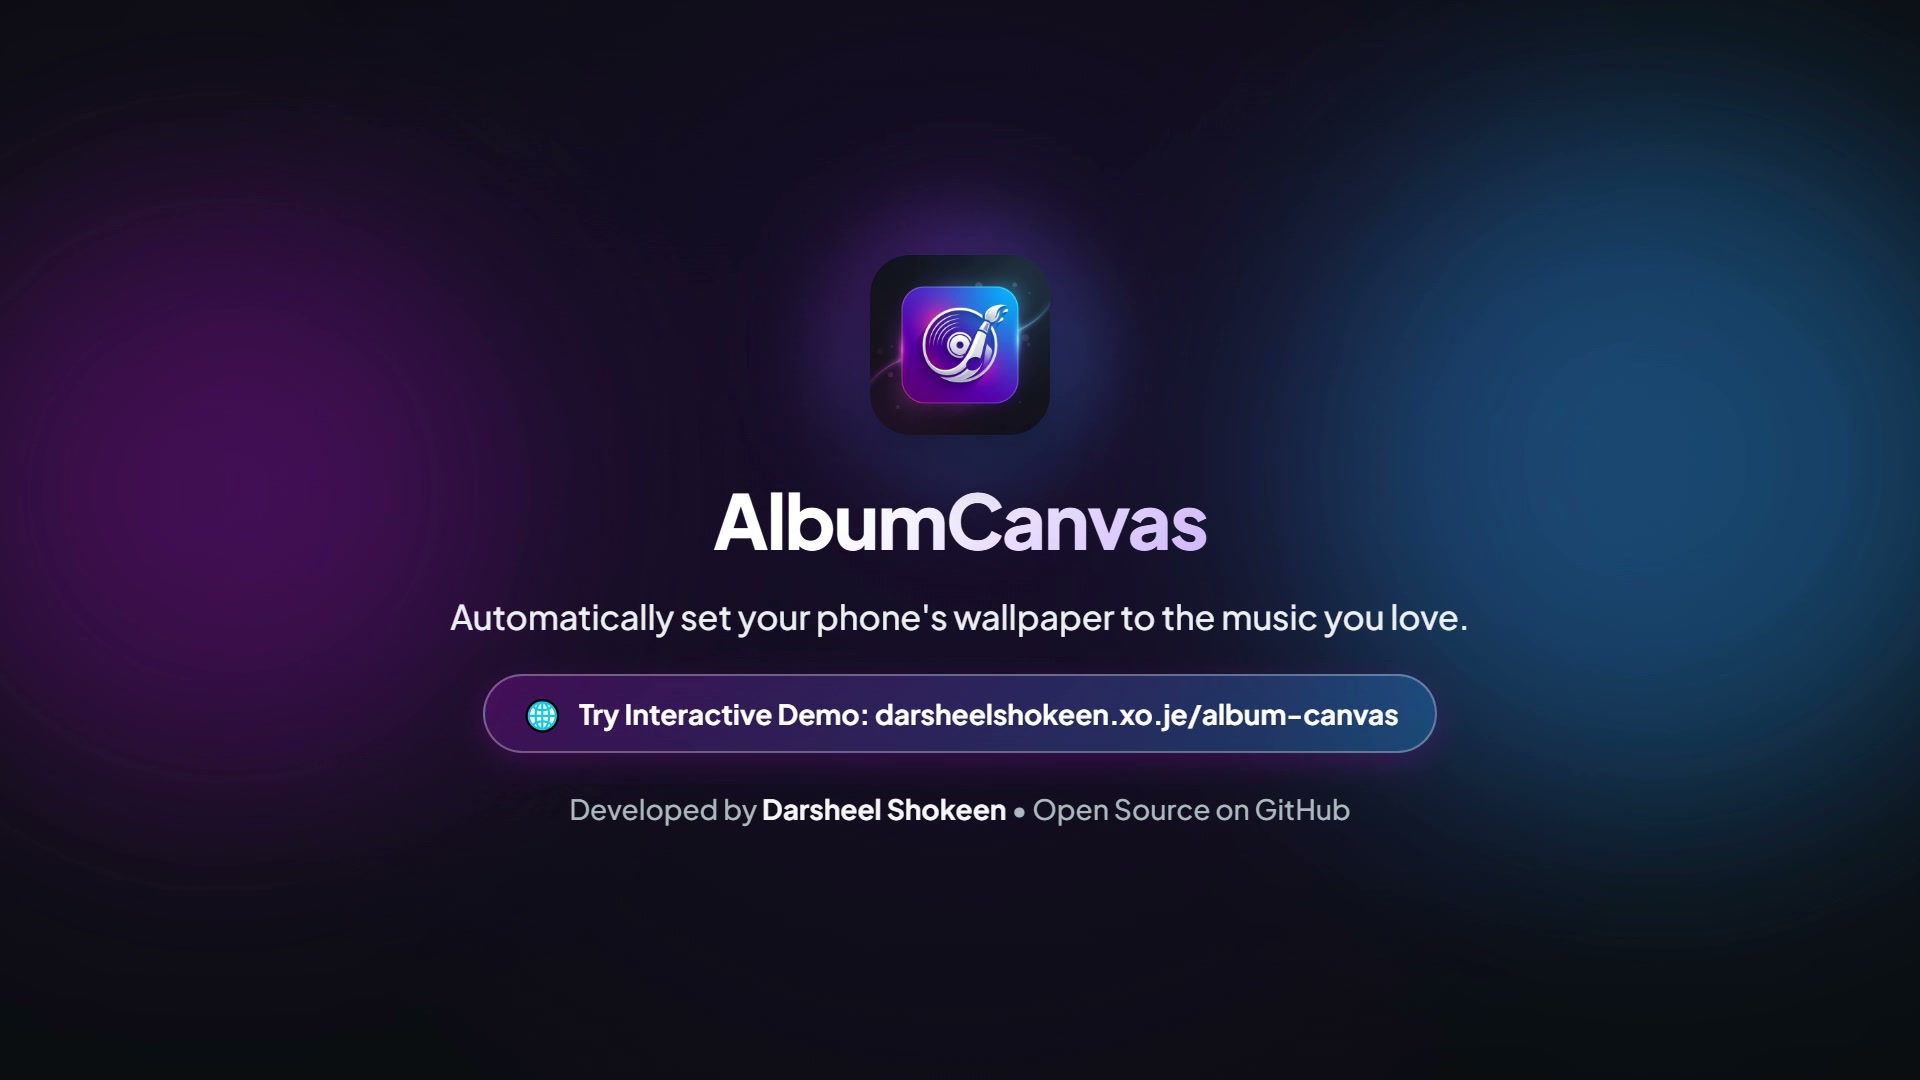 AlbumCanvas
Automatically set your phone's wallpaper to the music you love.
Try Interactive Demo: darsheelshokeen.xo.je/album-canvas
Developed by Darsheel Shokeen • Open Source on GitHub